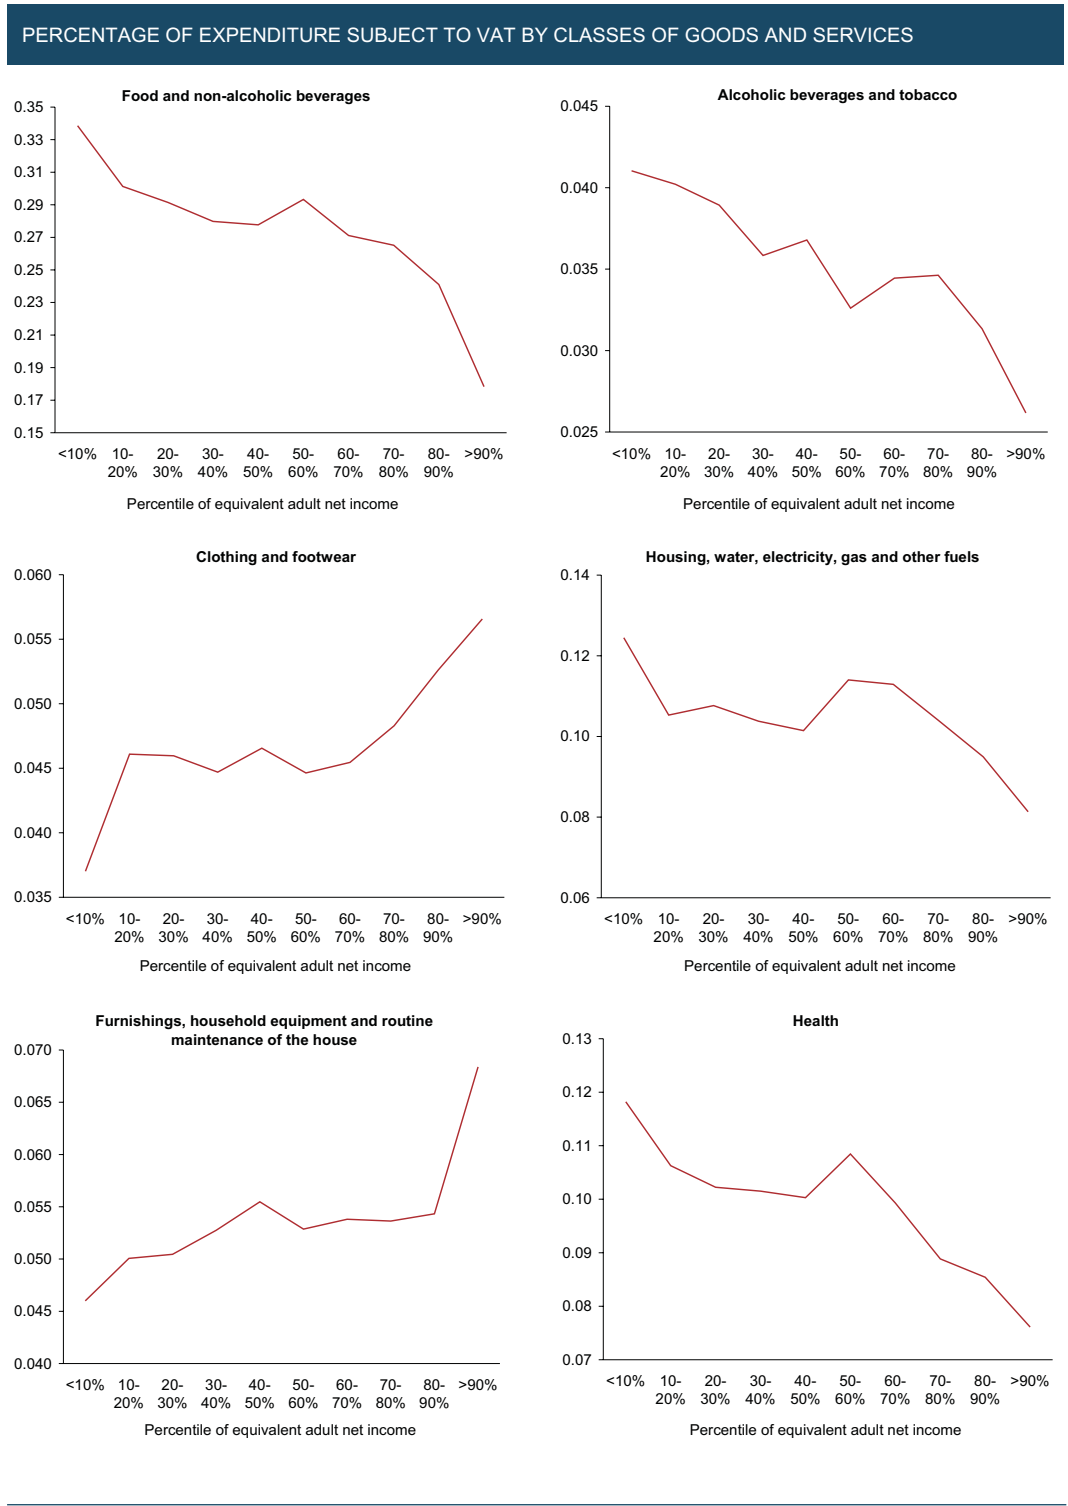 PERCENTAGE OF EXPENDITURE SUBJECT TO VAT BY CLASSES OF GOODS AND SERVICES
Food and non-alcoholic beverages
0.35
0.33
0.31
0.29
0.27
0.25
0.23
0.21
0.19
0.17
0.15
<10% 10- 20- 30- 40- 50- 60- 70- 80- >90%
20% 30% 40% 50% 60% 70% 80% 90%
Percentile of equivalent adult net income
Alcoholic beverages and tobacco
0.045
0.040
0.035
0.030
0.025
<10% 10- 20- 30- 40- 50- 60- 70- 80- >90%
20% 30% 40% 50% 60% 70% 80% 90%
Percentile of equivalent adult net income
Clothing and footwear
0.060
0.055
0.050
0.045
0.040
0.035
<10% 10- 20- 30- 40- 50- 60- 70- 80- >90%
20% 30% 40% 50% 60% 70% 80% 90%
Percentile of equivalent adult net income
Housing, water, electricity, gas and other fuels
0.14
0.12
0.10
0.08
0.06
<10% 10- 20- 30- 40- 50- 60- 70- 80- >90%
20% 30% 40% 50% 60% 70% 80% 90%
Percentile of equivalent adult net income
Furnishings, household equipment and routine
maintenance of the house
0.070
0.065
0.060
0.055
0.050
0.045
0.040
<10% 10- 20- 30- 40- 50- 60- 70- 80- >90%
20% 30% 40% 50% 60% 70% 80% 90%
Percentile of equivalent adult net income
Health
0.13
0.12
0.11
0.10
0.09
0.08
0.07
<10% 10- 20- 30- 40- 50- 60- 70- 80- >90%
20% 30% 40% 50% 60% 70% 80% 90%
Percentile of equivalent adult net income